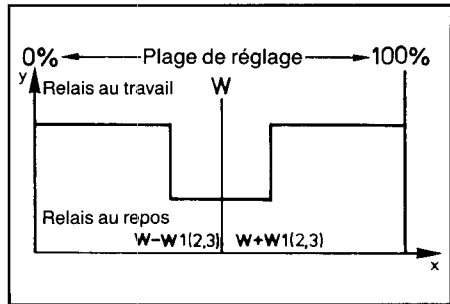 0% Plage de réglage 100%
y Relais au travail W
Relais au repos
W-W1(2,3) W+W1(2,3)
x